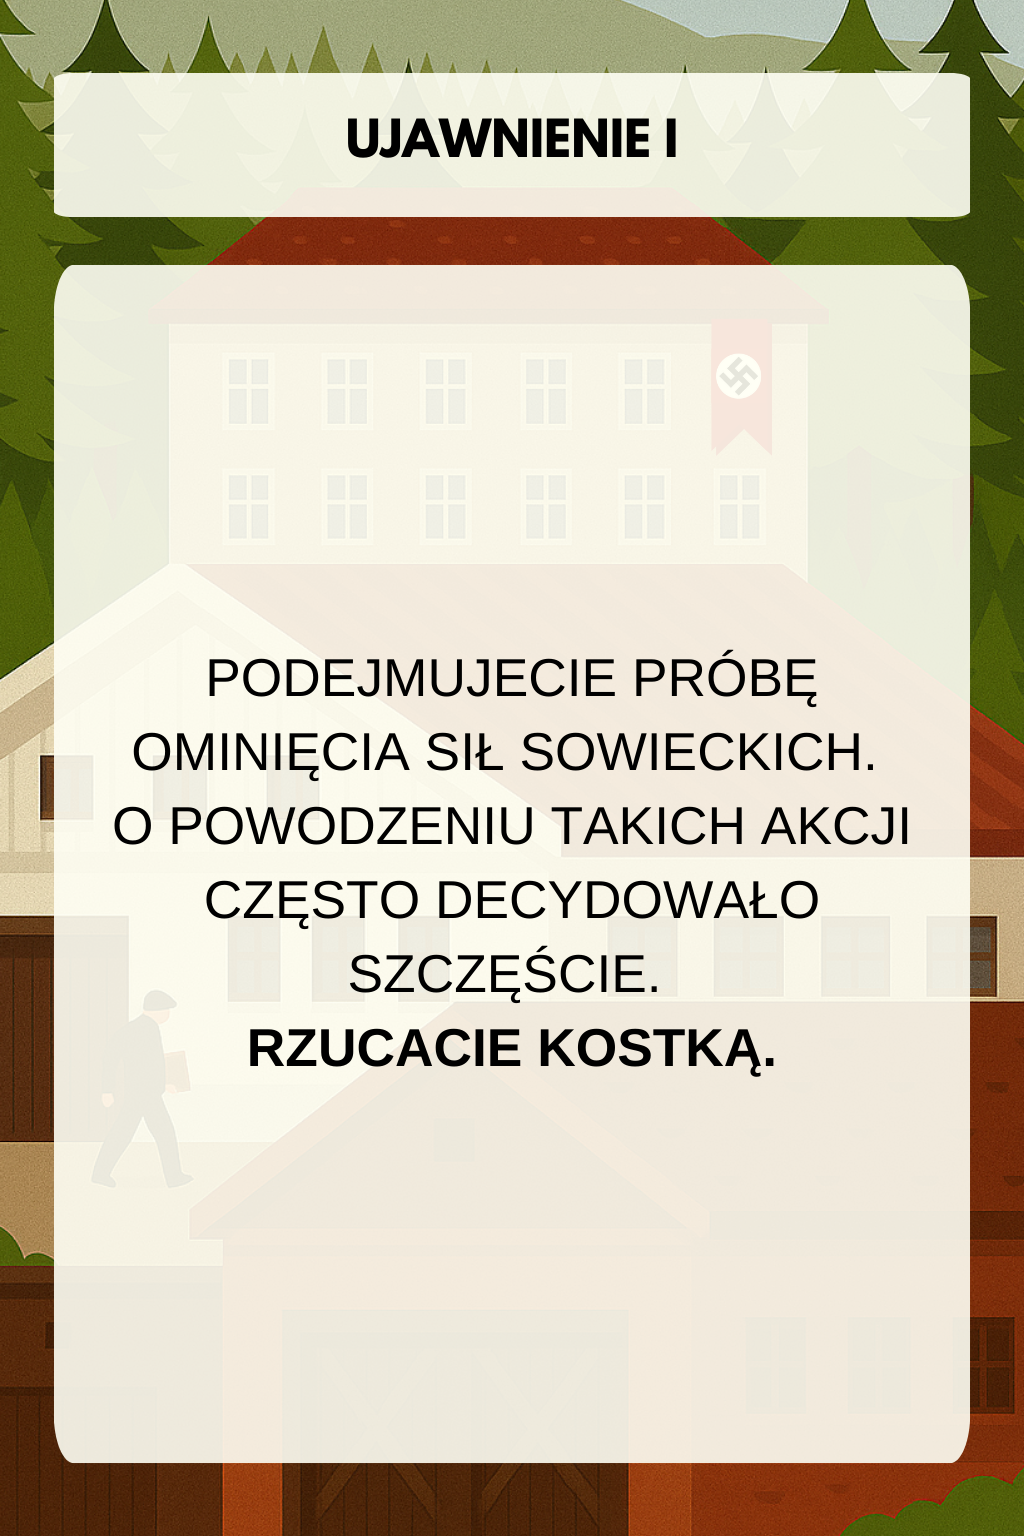 UJAWNIENIE I
PODEJMUJECIE PRÓBĘ
OMINIĘCIA SIŁ SOWIECKICH.
O POWODZENIU TAKICH AKCJI
CZĘSTO DECYDOWAŁO
SZCZĘŚCIE.
RZUCACIE KOSTKĄ.